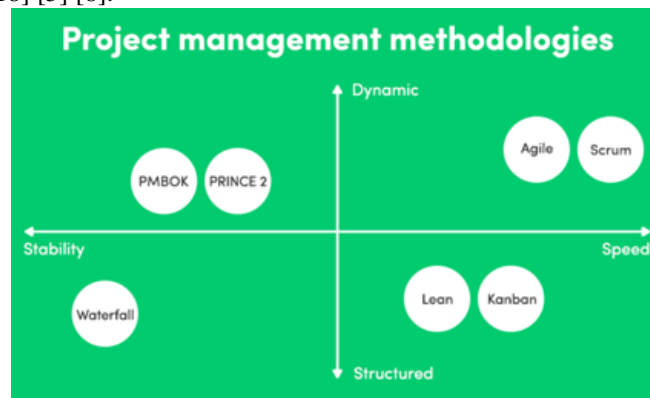 Project management methodologies
Dynamic
Agile
Scrum
PMBOK
PRINCE 2
Stability
Speed
Lean
Kanban
Waterfall
Structured